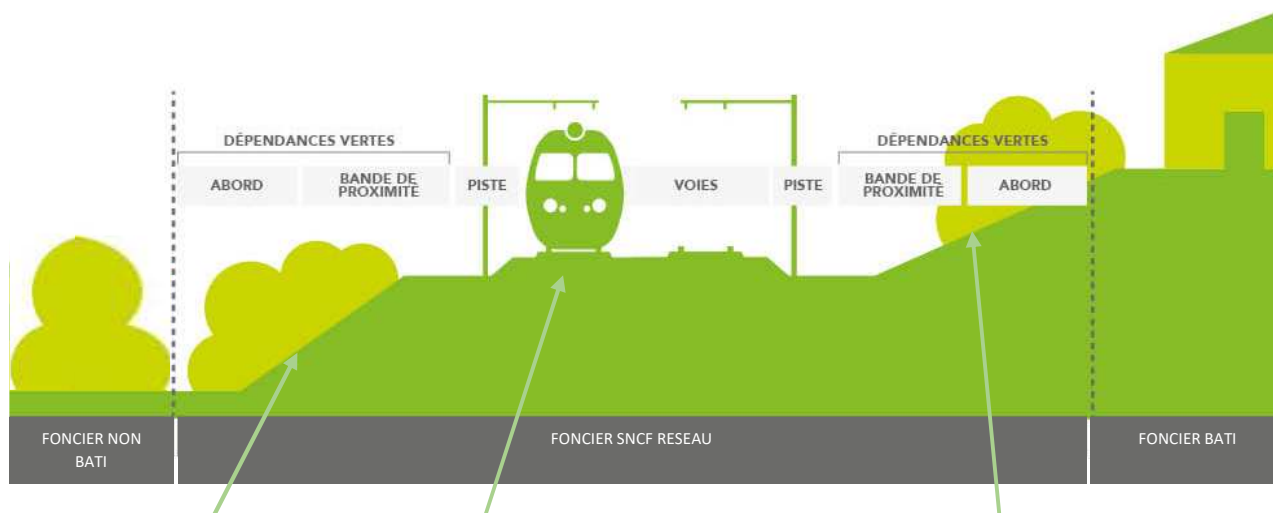 DÉPENDANCES VERTES
ABORD
BANDE DE
PROXIMITÉ
PISTE
VOIES
PISTE
DÉPENDANCES VERTES
BANDE DE
PROXIMITÉ
ABORD
FONCIER NON
BATI
FONCIER SNCF RESEAU
FONCIER BATI